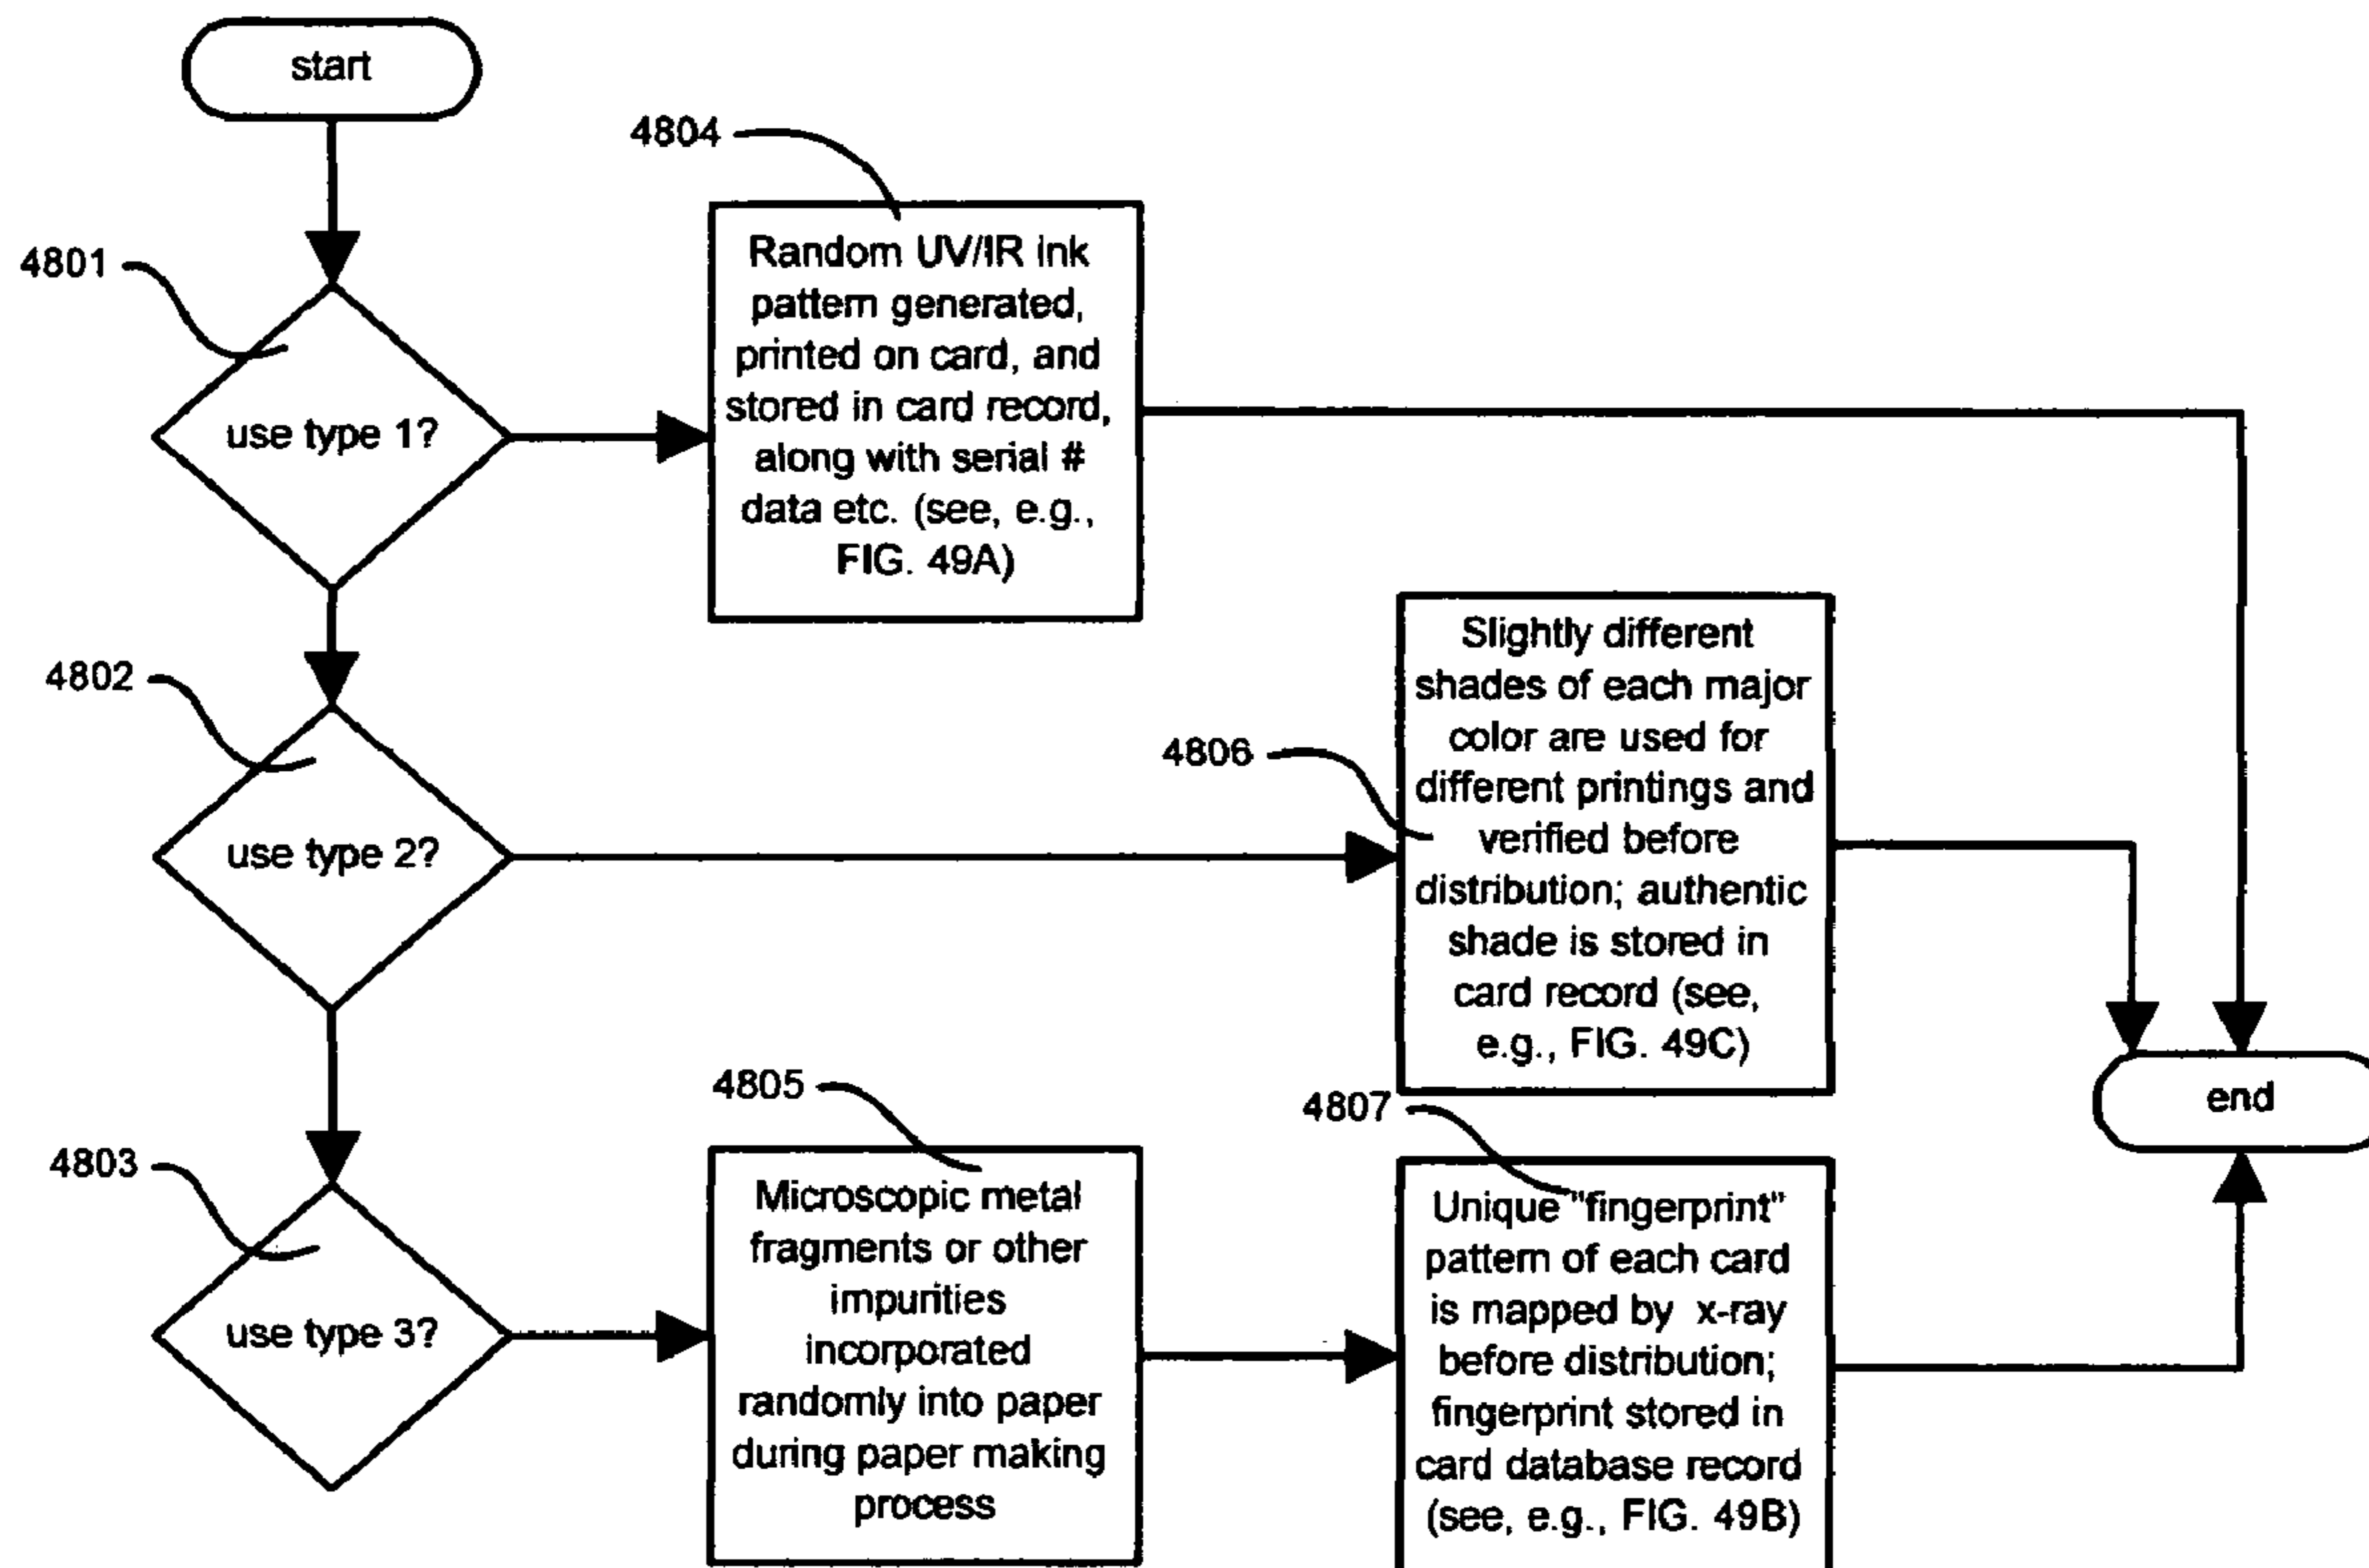 start
4804
4801
Random UV/IR ink
pattern generated,
printed on card, and
stored in card record,
along with serial #
data etc. (see, e.g.,
FIG. 49A)
use type 1?
4802
Slightly different
shades of each major
color are used for
different printings and
verified before
distribution; authentic
shade is stored in
card record (see,
e.g., FIG. 49C)
4806
use type 2?
4805
4807
end
4803
Microscopic metal
fragments or other
impurities
incorporated
randomly into paper
during paper making
process
Unique "fingerprint"
pattern of each card
is mapped by x-ray
before distribution;
fingerprint stored in
card database record
(see, e.g., FIG. 49B)
use type 3?